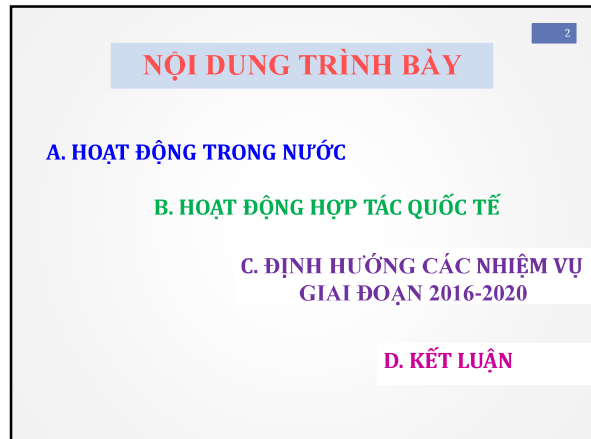 2
NỘI DUNG TRÌNH BÀY
A. HOẠT ĐỘNG TRONG NƯỚC
B. HOẠT ĐỘNG HỢP TÁC QUỐC TẾ
C. ĐỊNH HƯỚNG CÁC NHIỆM VỤ
GIAI ĐOẠN 2016-2020
D. KẾT LUẬN